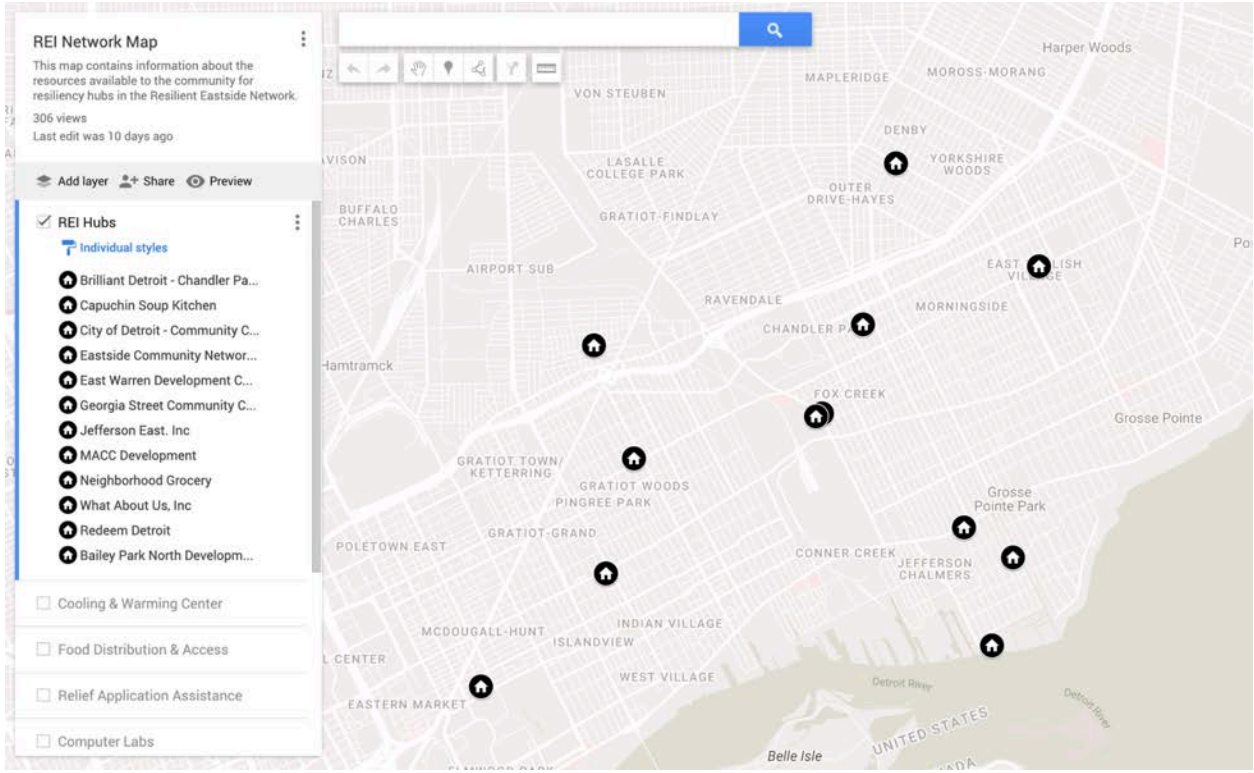 REI Network Map
This map contains information about the
resources available to the community for
resiliency hubs in the Resilient Eastside Network.
306 views
Last edit was 10 days ago
Add layer Share Preview
REI Hubs
Individual styles
Brilliant Detroit - Chandler Pa...
Capuchin Soup Kitchen
City of Detroit - Community C...
Eastside Community Networ...
East Warren Development C...
Georgia Street Community C...
Jefferson East. Inc
MACC Development
Neighborhood Grocery
What About Us, Inc
Redeem Detroit
Bailey Park North Developm...
Cooling & Warming Center
Food Distribution & Access
Relief Application Assistance
Computer Labs
Harper Woods
MOROSS-MORANG
MAPLERIDGE
VON STEUBEN
DENBY
YORKSHIRE
WOODS
LASALLE
COLLEGE PARK
OUTER
DRIVE-HAYES
BUFFALO
CHARLES
GRATIOT-FINDLAY
AIRPORT SUB
RAVENDALE
MORNINGSIDE
Hamtramck
FOX CREEK
Grosse Pointe
GRATIOT TOWN/
KETTERRING
GRATIOT WOODS
PINGREE PARK
Grosse
Pointe Park
GRATIOT-GRAND
POLETOWN EAST
CONNER CREEK
JEFFERSON
CHALMERS
INDIAN VILLAGE
MCDOUGALL-HUNT
ISLANDVIEW
WEST VILLAGE
EASTERN MARKET
Detroit River
Detroit River
UNITED STATES
Belle Isle